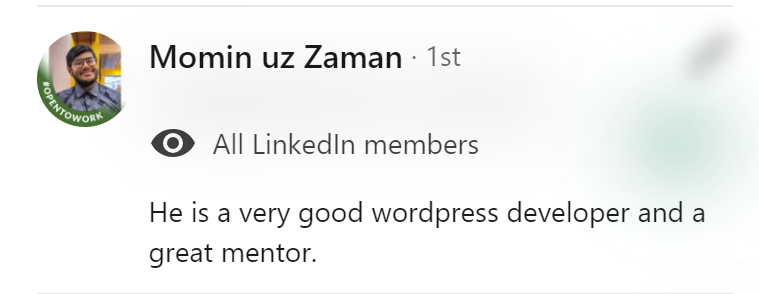 Momin uz Zaman · 1st
#OPENTOWORK
All LinkedIn members
He is a very good wordpress developer and a
great mentor.